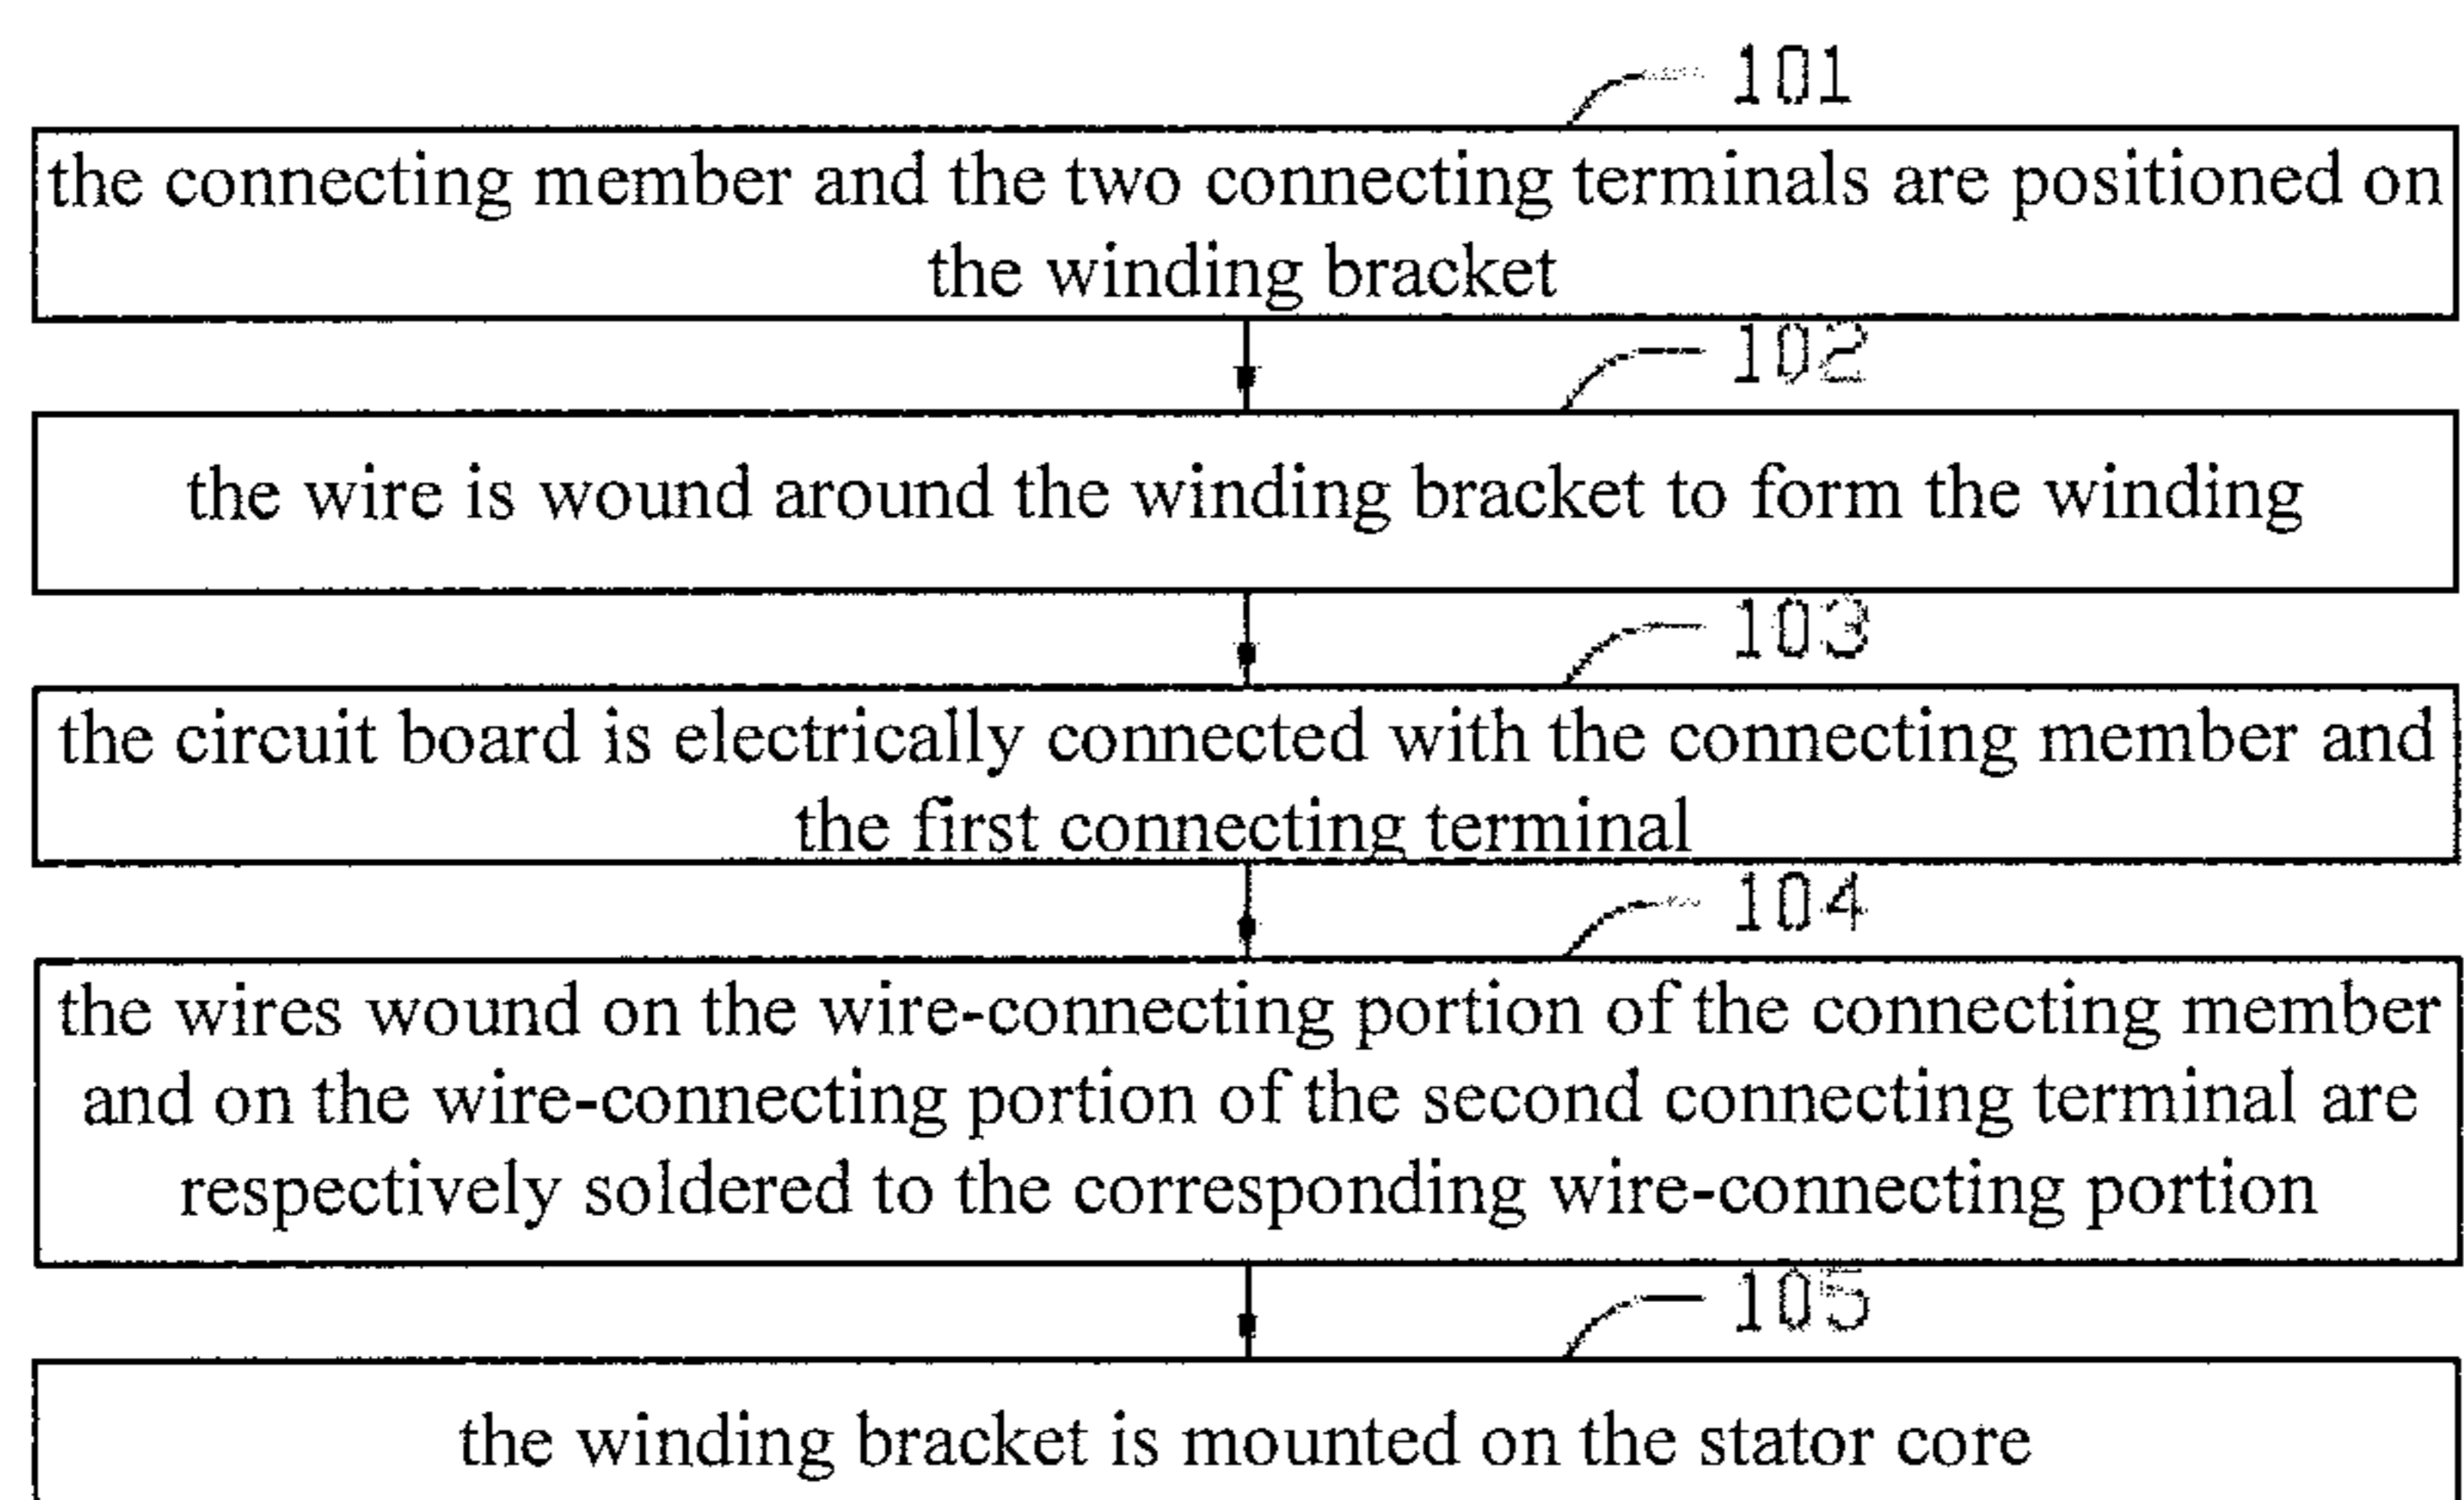 101
the connecting member and the two connecting terminals are positioned on
the winding bracket
102
the wire is wound around the winding bracket to form the winding
103
the circuit board is electrically connected with the connecting member and
the first connecting terminal
104
the wires wound on the wire-connecting portion of the connecting member
and on the wire-connecting portion of the second connecting terminal are
respectively soldered to the corresponding wire-connecting portion
105
the winding bracket is mounted on the stator core